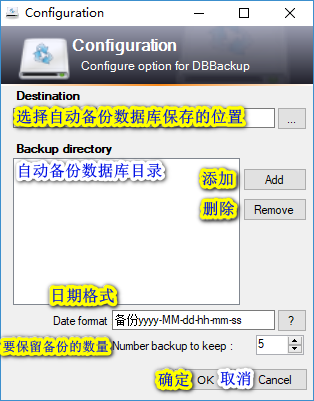 Configuration
Configuration
Configure option for DBBackup
Destination
选择自动备份数据库保存的位置
...
Backup directory
自动备份数据库目录
添加 Add
删除 Remove
日期格式
Date format 备份yyyy-MM-dd-hh-mm-ss ?
要保留备份的数量 Number backup to keep : 5
确定 OK 取消 Cancel